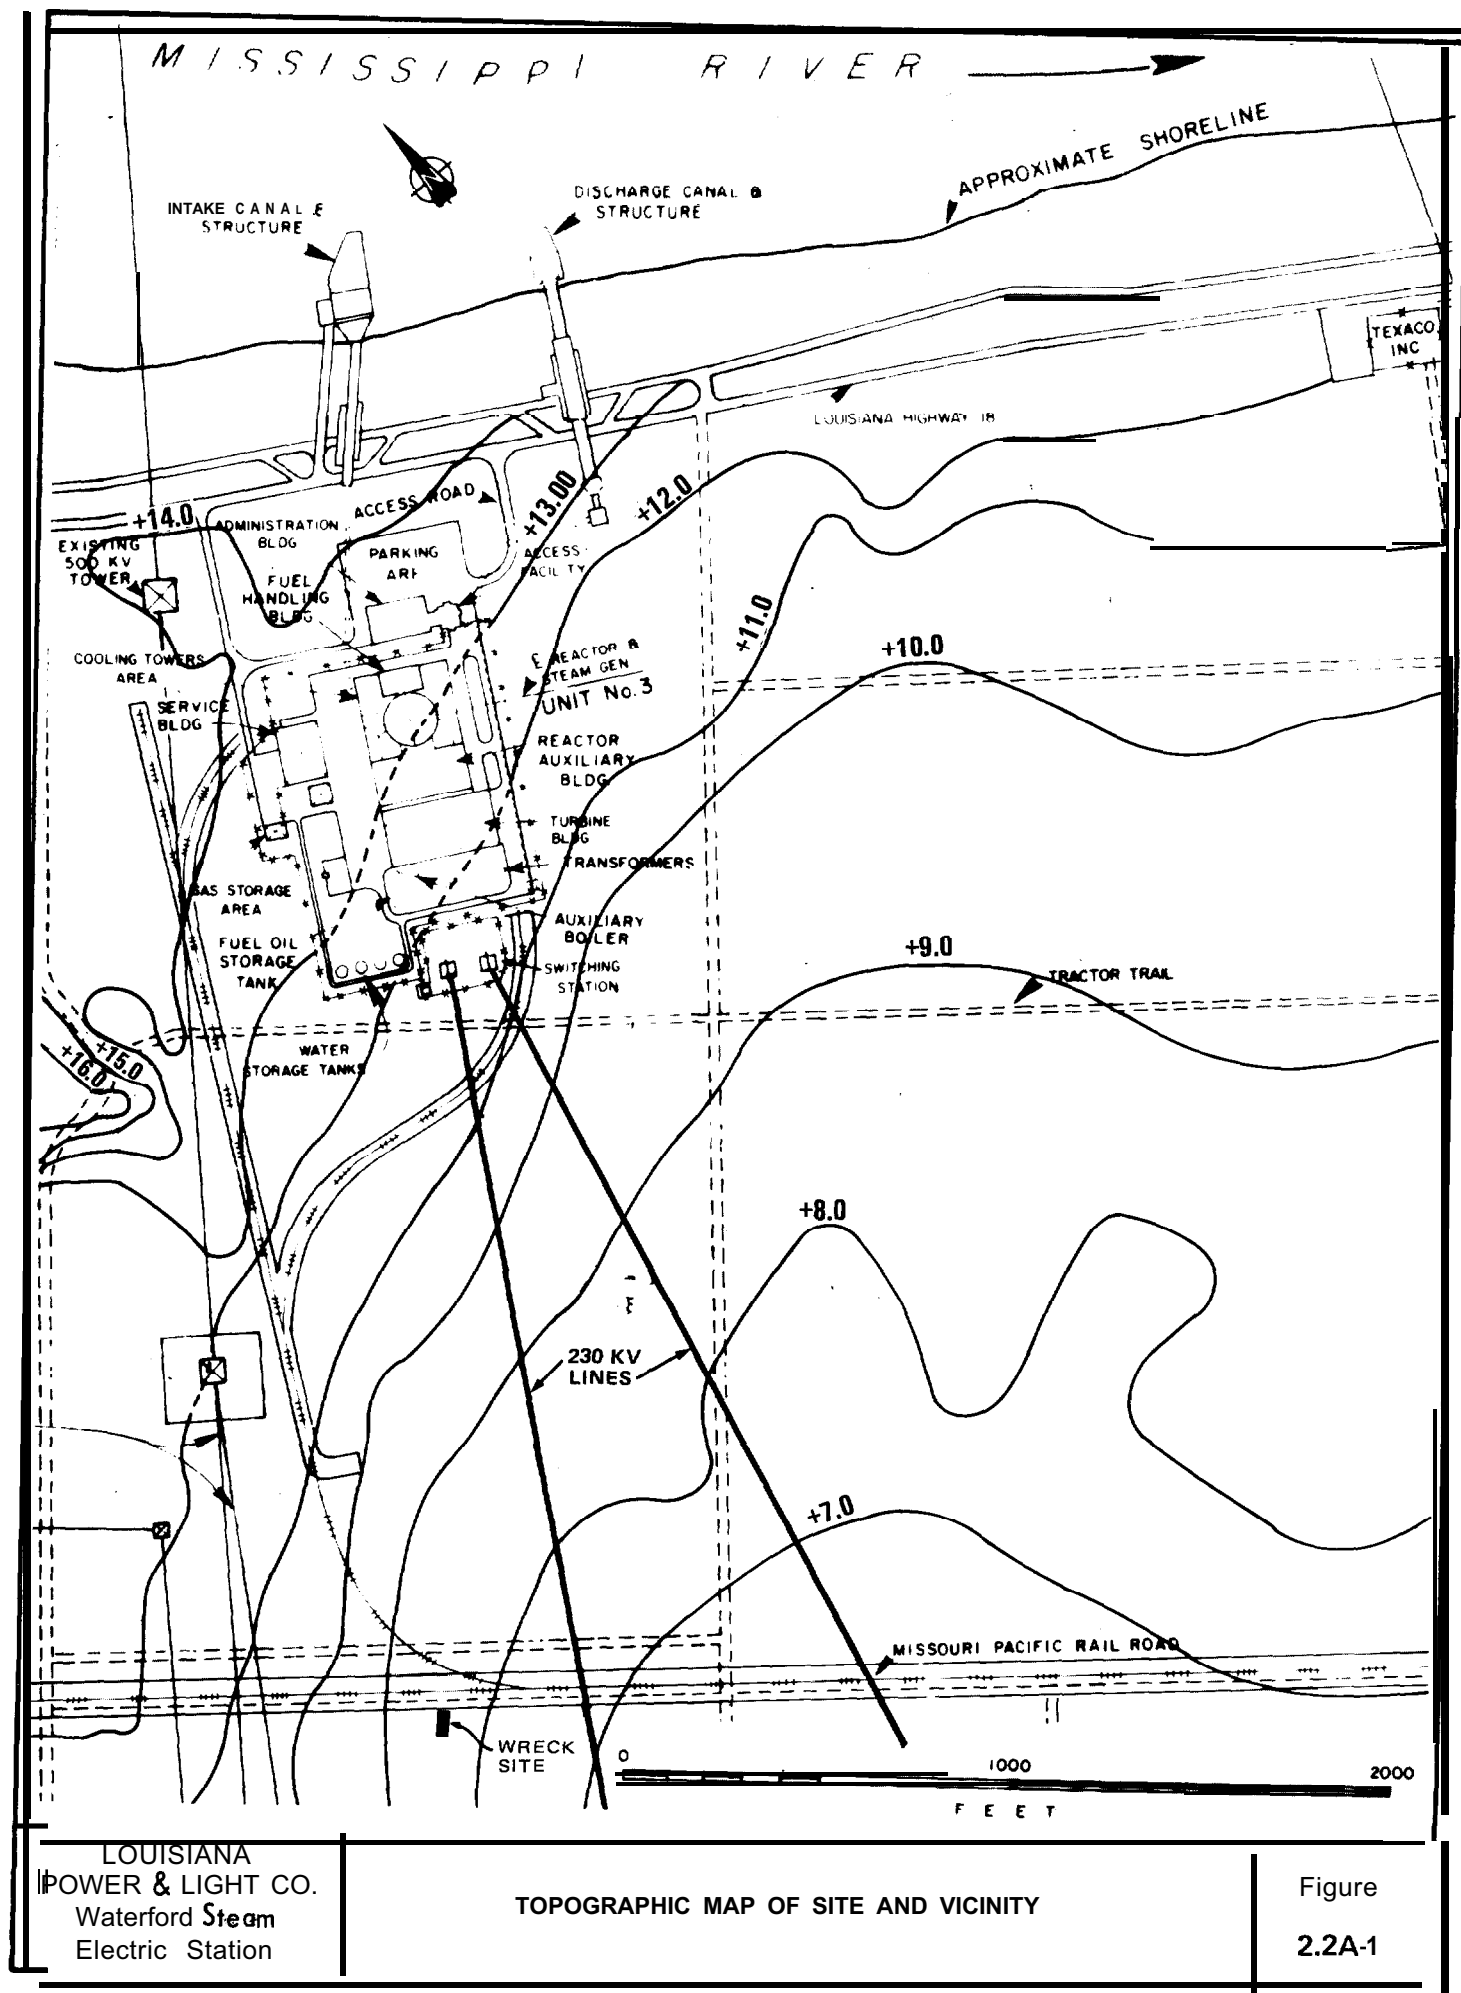 MISSISSIPPI RIVER
APPROXIMATE SHORELINE
INTAKE CANAL &
STRUCTURE
DISCHARGE CANAL &
STRUCTURE
TEXACO
INC
LOUISIANA HIGHWAY 18
ACCESS ROAD
+14.0
+13.00
+12.0
ADMINISTRATION
BLDG
EXISTING
500 KV
TOWER
PARKING
ACCESS
FACILITY
FUEL
HANDLING
BLDG
+11.0
+10.0
COOLING TOWERS
AREA
REACTOR &
STEAM GEN
UNIT No. 3
SERVICE
BLDG
REACTOR
AUXILIARY
BLDG
TURBINE
BLDG
TRANSFORMERS
GAS STORAGE
AREA
AUXILIARY
BOILER
FUEL OIL
STORAGE
TANK
SWITCHING
STATION
+9.0
TRACTOR TRAIL
+15.0
+16.0
WATER
STORAGE TANKS
+8.0
230 KV
LINES
+7.0
MISSOURI PACIFIC RAIL ROAD
WRECK
SITE
0 1000 2000
FEET
LOUISIANA
POWER & LIGHT CO.
Waterford Steam
Electric Station
TOPOGRAPHIC MAP OF SITE AND VICINITY
Figure
2.2A-1